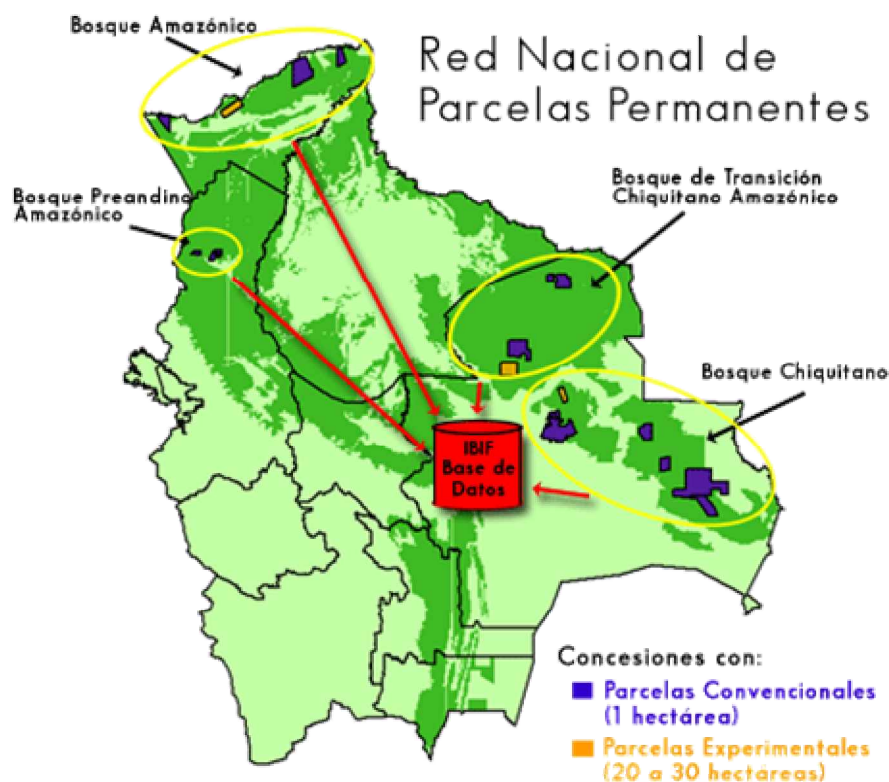 Bosque Amazónico
Red Nacional de
Parcelas Permanentes
Bosque de Transición
Chiquitano Amazónico
Bosque Preandino
Amazónico
Bosque Chiquitano
IBIF
Base de
Datos
Concesiones con:
Parcelas Convencionales
(1 hectárea)
Parcelas Experimentales
(20 a 30 hectáreas)